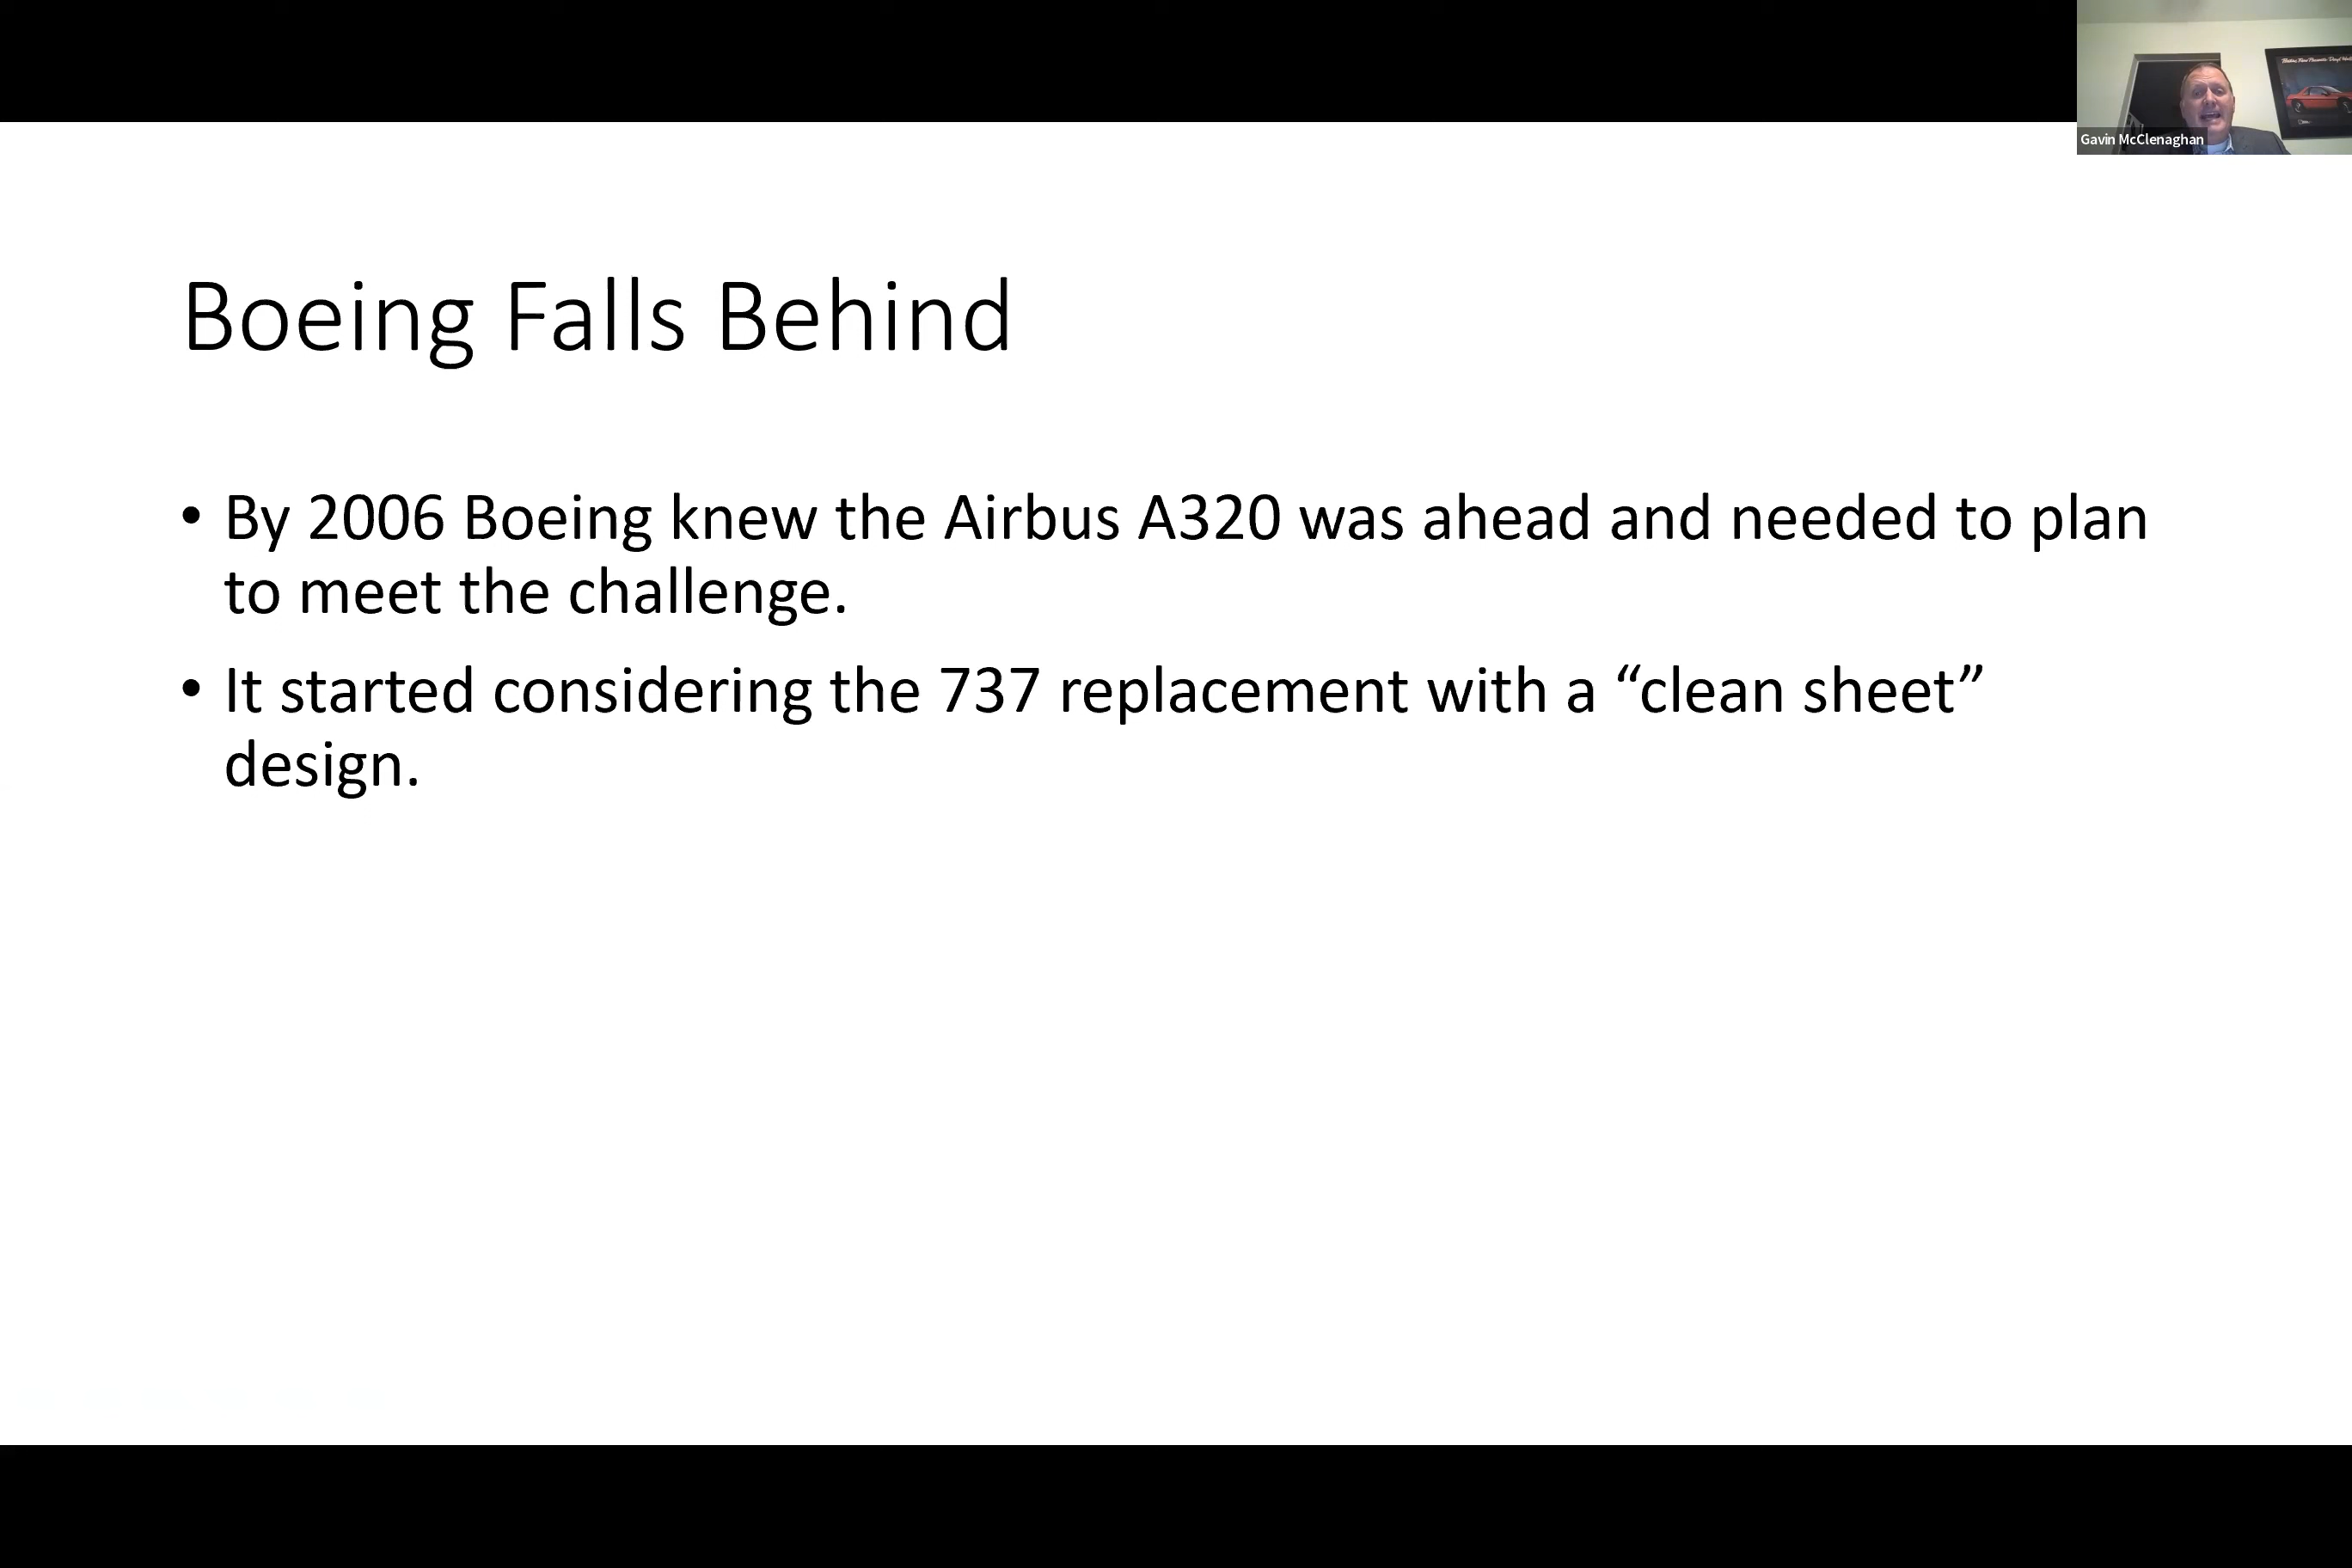 Gavin McClenaghan
Boeing Falls Behind
• By 2006 Boeing knew the Airbus A320 was ahead and needed to plan
to meet the challenge.
• It started considering the 737 replacement with a “clean sheet”
design.